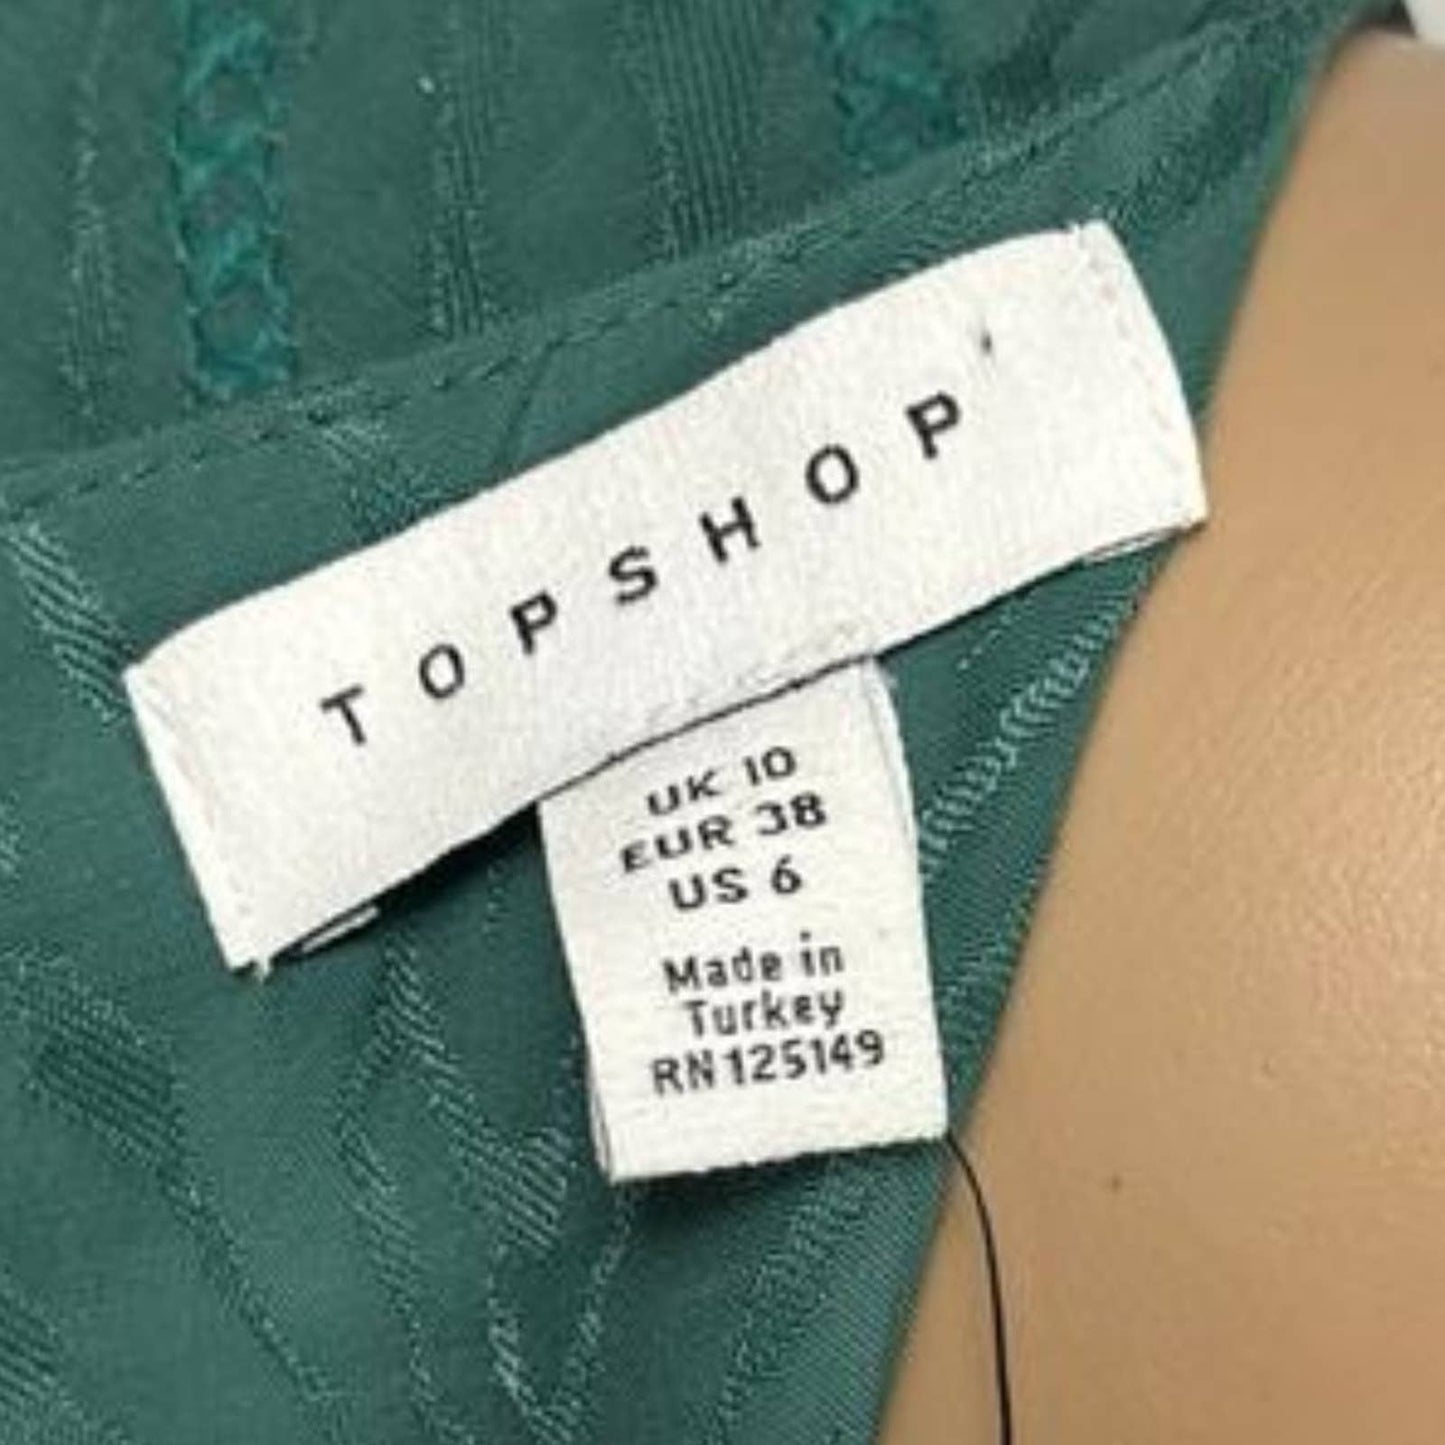 TOPSHOP
UK 10
EUR 38
US 6
Made in
Turkey
RN125149